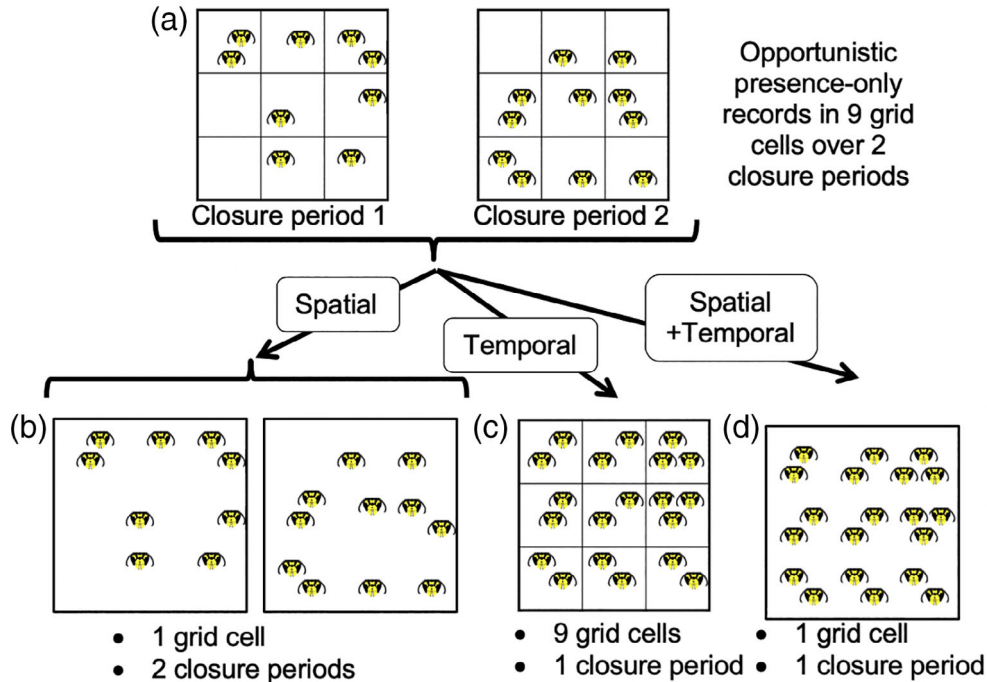 (a)
Closure period 1
Closure period 2
Opportunistic
presence-only
records in 9 grid
cells over 2
closure periods
Spatial
Temporal
Spatial
+Temporal
(b)
• 1 grid cell
• 2 closure periods
(c)
• 9 grid cells
• 1 closure period
(d)
• 1 grid cell
• 1 closure period